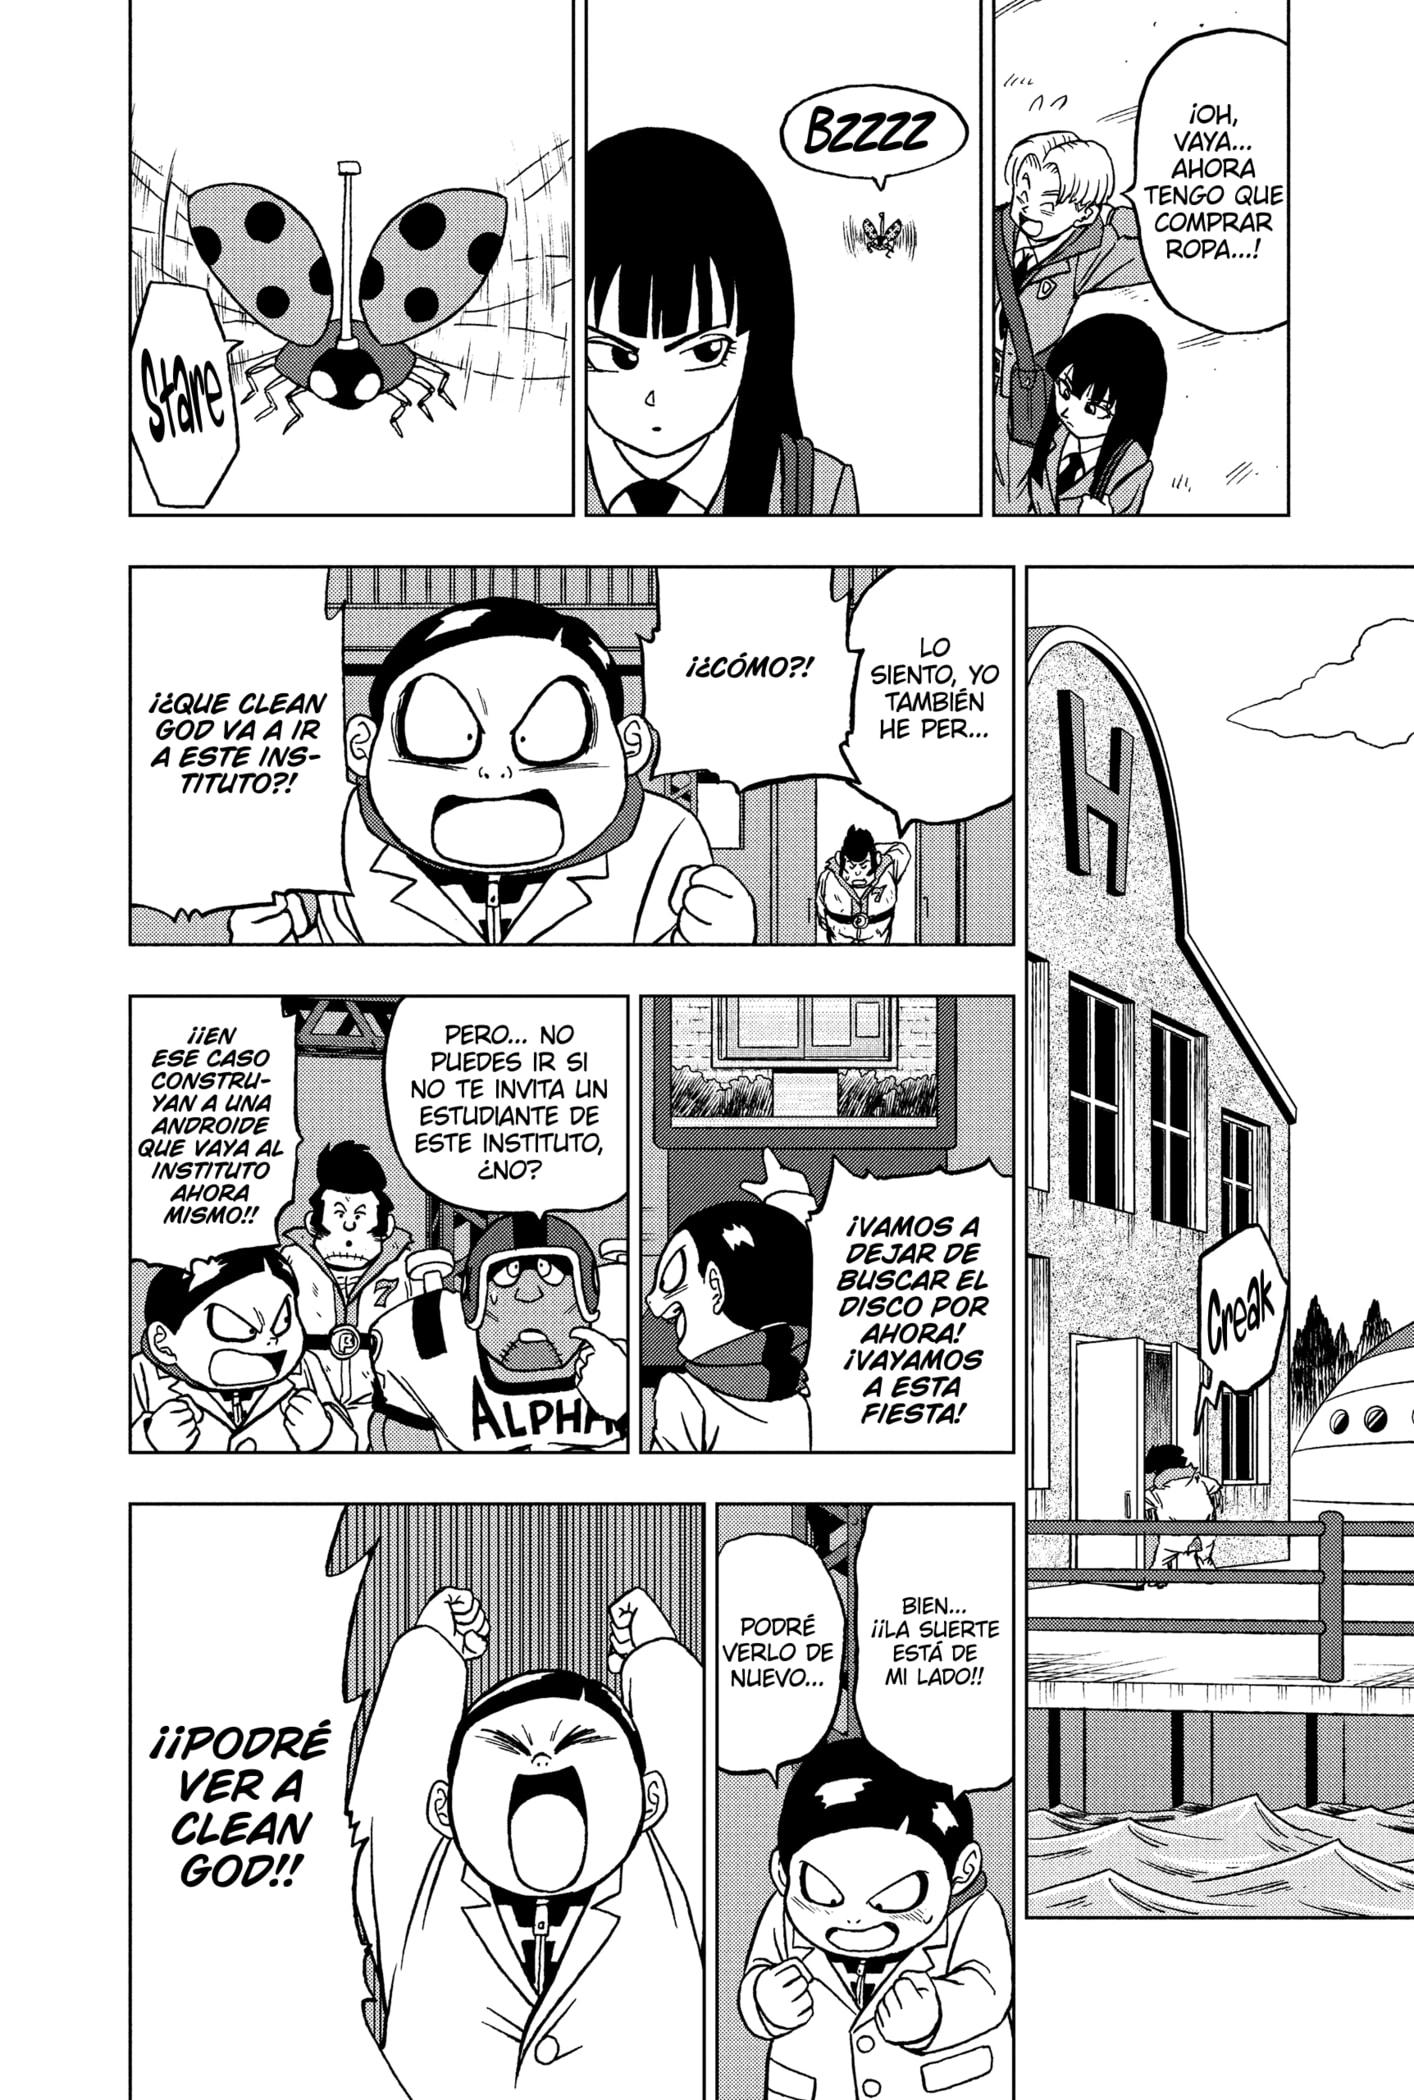 ¡OH,
VAYA...
AHORA
TENGO QUE
COMPRAR
ROPA...!
D
BZZZZ
Stare
H
Creak
LO
SIENTO, YO
TAMBIÉN
HE PER...
¡¿CÓMO?!
7
¡¿QUE CLEAN
GOD VA A IR
A ESTE INS-
TITUTO?!
¡VAMOS A
DEJAR DE
BUSCAR EL
DISCO POR
AHORA!
¡VAYAMOS
A ESTA
FIESTA!
PERO... NO
PUEDES IR SI
NO TE INVITA UN
ESTUDIANTE DE
ESTE INSTITUTO,
¿NO?
ALPHA
7
B
¡¡EN
ESE CASO
CONSTRU-
YAN A UNA
ANDROIDE
QUE VAYA AL
INSTITUTO
AHORA
MISMO!!
BIEN...
¡¡LA SUERTE
ESTÁ DE
MI LADO!!
PODRÉ
VERLO DE
NUEVO...
¡¡PODRÉ
VER A
CLEAN
GOD!!